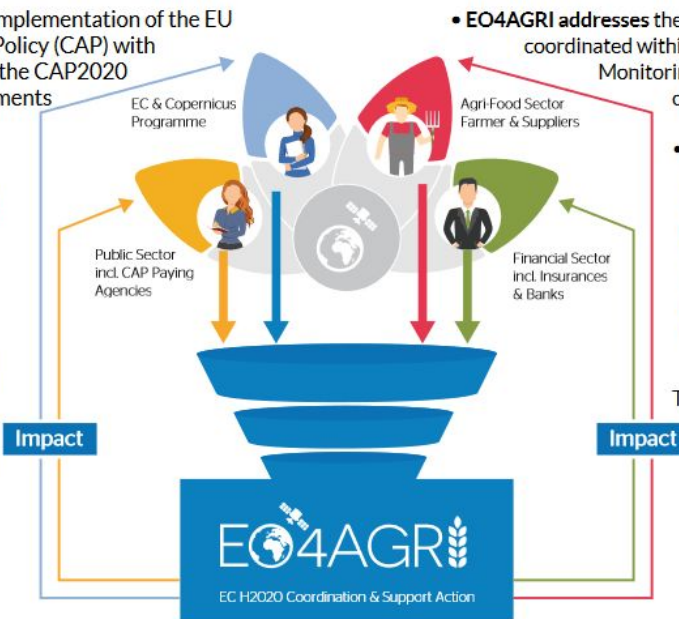 mplementation of the EU
Policy (CAP) with
the CAP2020
ments
• EO4AGRI addresses the
coordinated within
Monitorin
EC & Copernicus
Programme
Agri-Food Sector
Farmer & Suppliers
Public Sector
incl. CAP Paying
Agencies
Financial Sector
incl. Insurances
& Banks
Impact
Impact
EO4AGRI
EC H2020 Coordination & Support Action